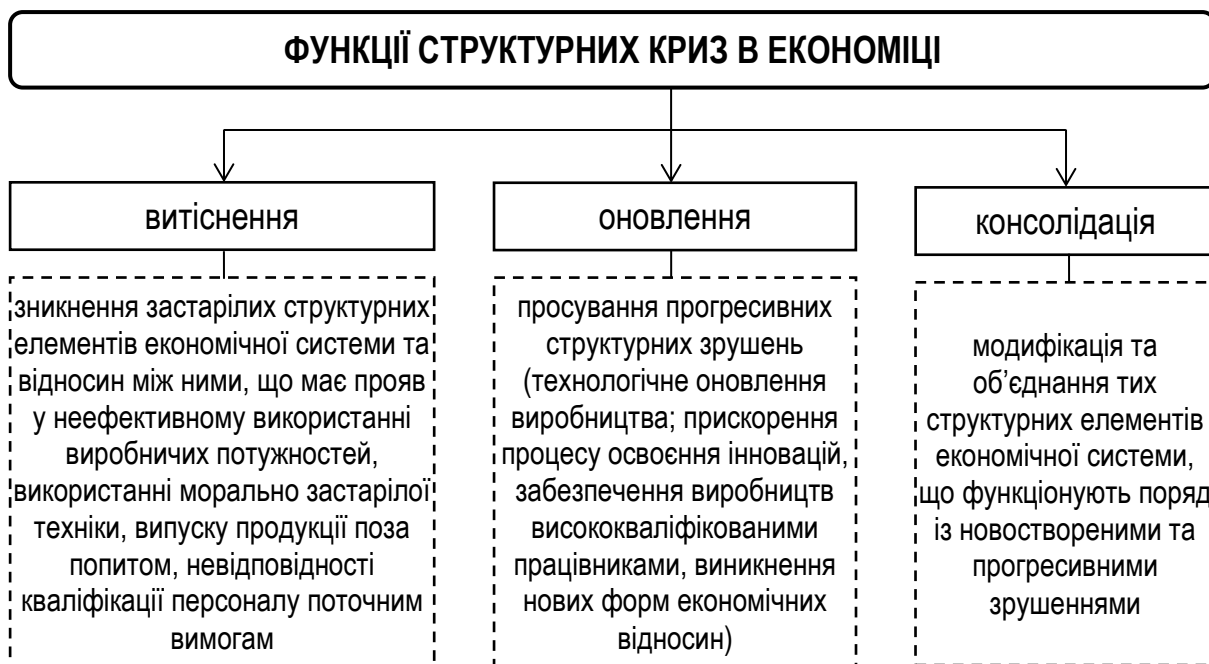 ФУНКЦІЇ СТРУКТУРНИХ КРИЗ В ЕКОНОМІЦІ
витіснення
зникнення застарілих структурних
елементів економічної системи та
відносин між ними, що має прояв
у неефективному використанні
виробничих потужностей,
використанні морально застарілої
техніки, випуску продукції поза
попитом, невідповідності
кваліфікації персоналу поточним
вимогам
оновлення
просування прогресивних
структурних зрушень
(технологічне оновлення
виробництва; прискорення
процесу освоєння інновацій,
забезпечення виробництв
висококваліфікованими
працівниками, виникнення
нових форм економічних
відносин)
консолідація
модифікація та
об’єднання тих
структурних елементів
економічної системи,
що функціонують поряд
із новоствореними та
прогресивними
зрушеннями